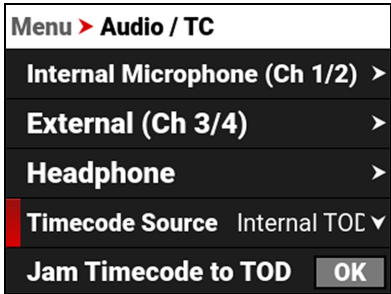 Menu > Audio / TC
Internal Microphone (Ch 1/2) >
External (Ch 3/4) >
Headphone >
Timecode Source Internal TOD
Jam Timecode to TOD OK